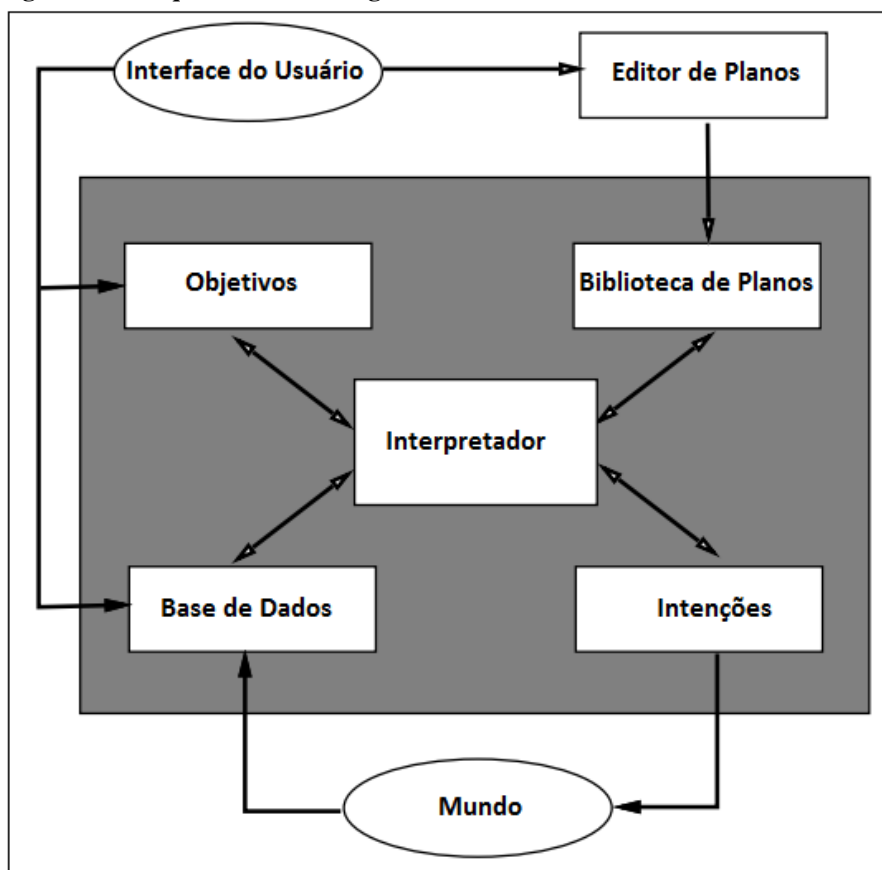 Interface do Usuário
Editor de Planos
Objetivos
Biblioteca de Planos
Interpretador
Base de Dados
Intenções
Mundo